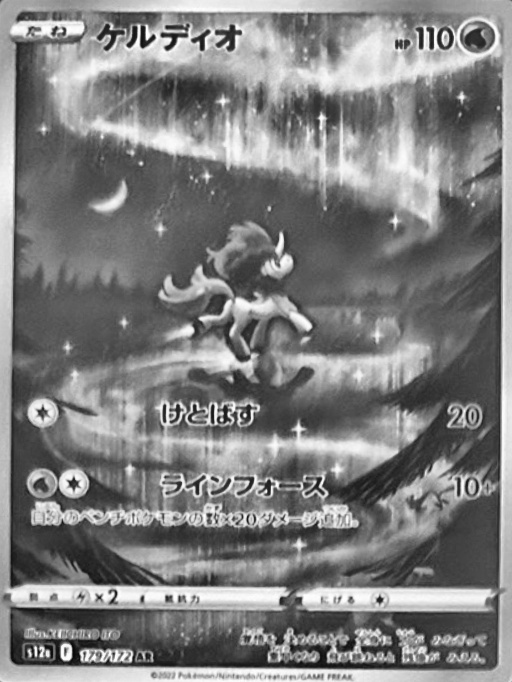 たね ケルディオ HP 110
けとばす 20
ラインフォース 10+
自分のベンチポケモンの数×20ダメージ追加。
弱点 ×2 抵抗力 にげる
Illus. KEIICHIRO ITO
s12a F 179/172 AR
©2022 Pokémon/Nintendo/Creatures/GAME FREAK.